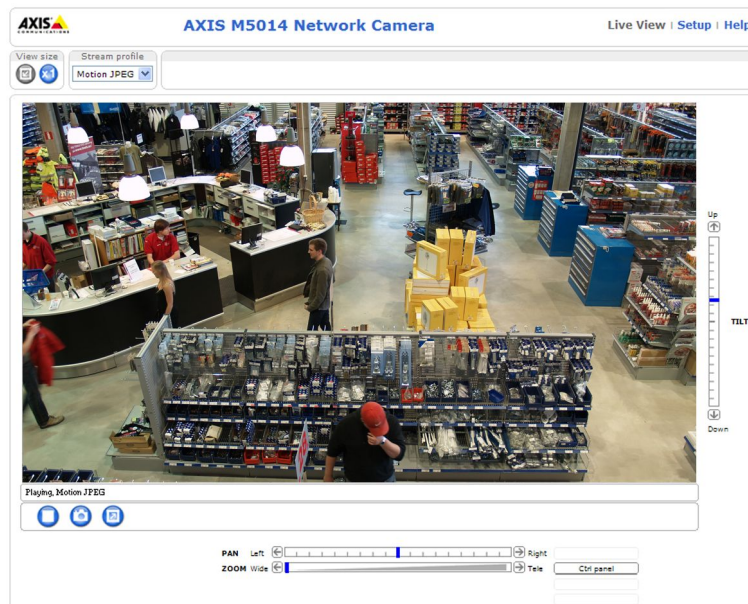 AXIS
COMMUNICATIONS
AXIS M5014 Network Camera
Live View | Setup | Help
View size
Stream profile
Motion JPEG
Up
TILT
Down
Playing, Motion JPEG
PAN Left Right
ZOOM Wide Tele
Ctrl panel